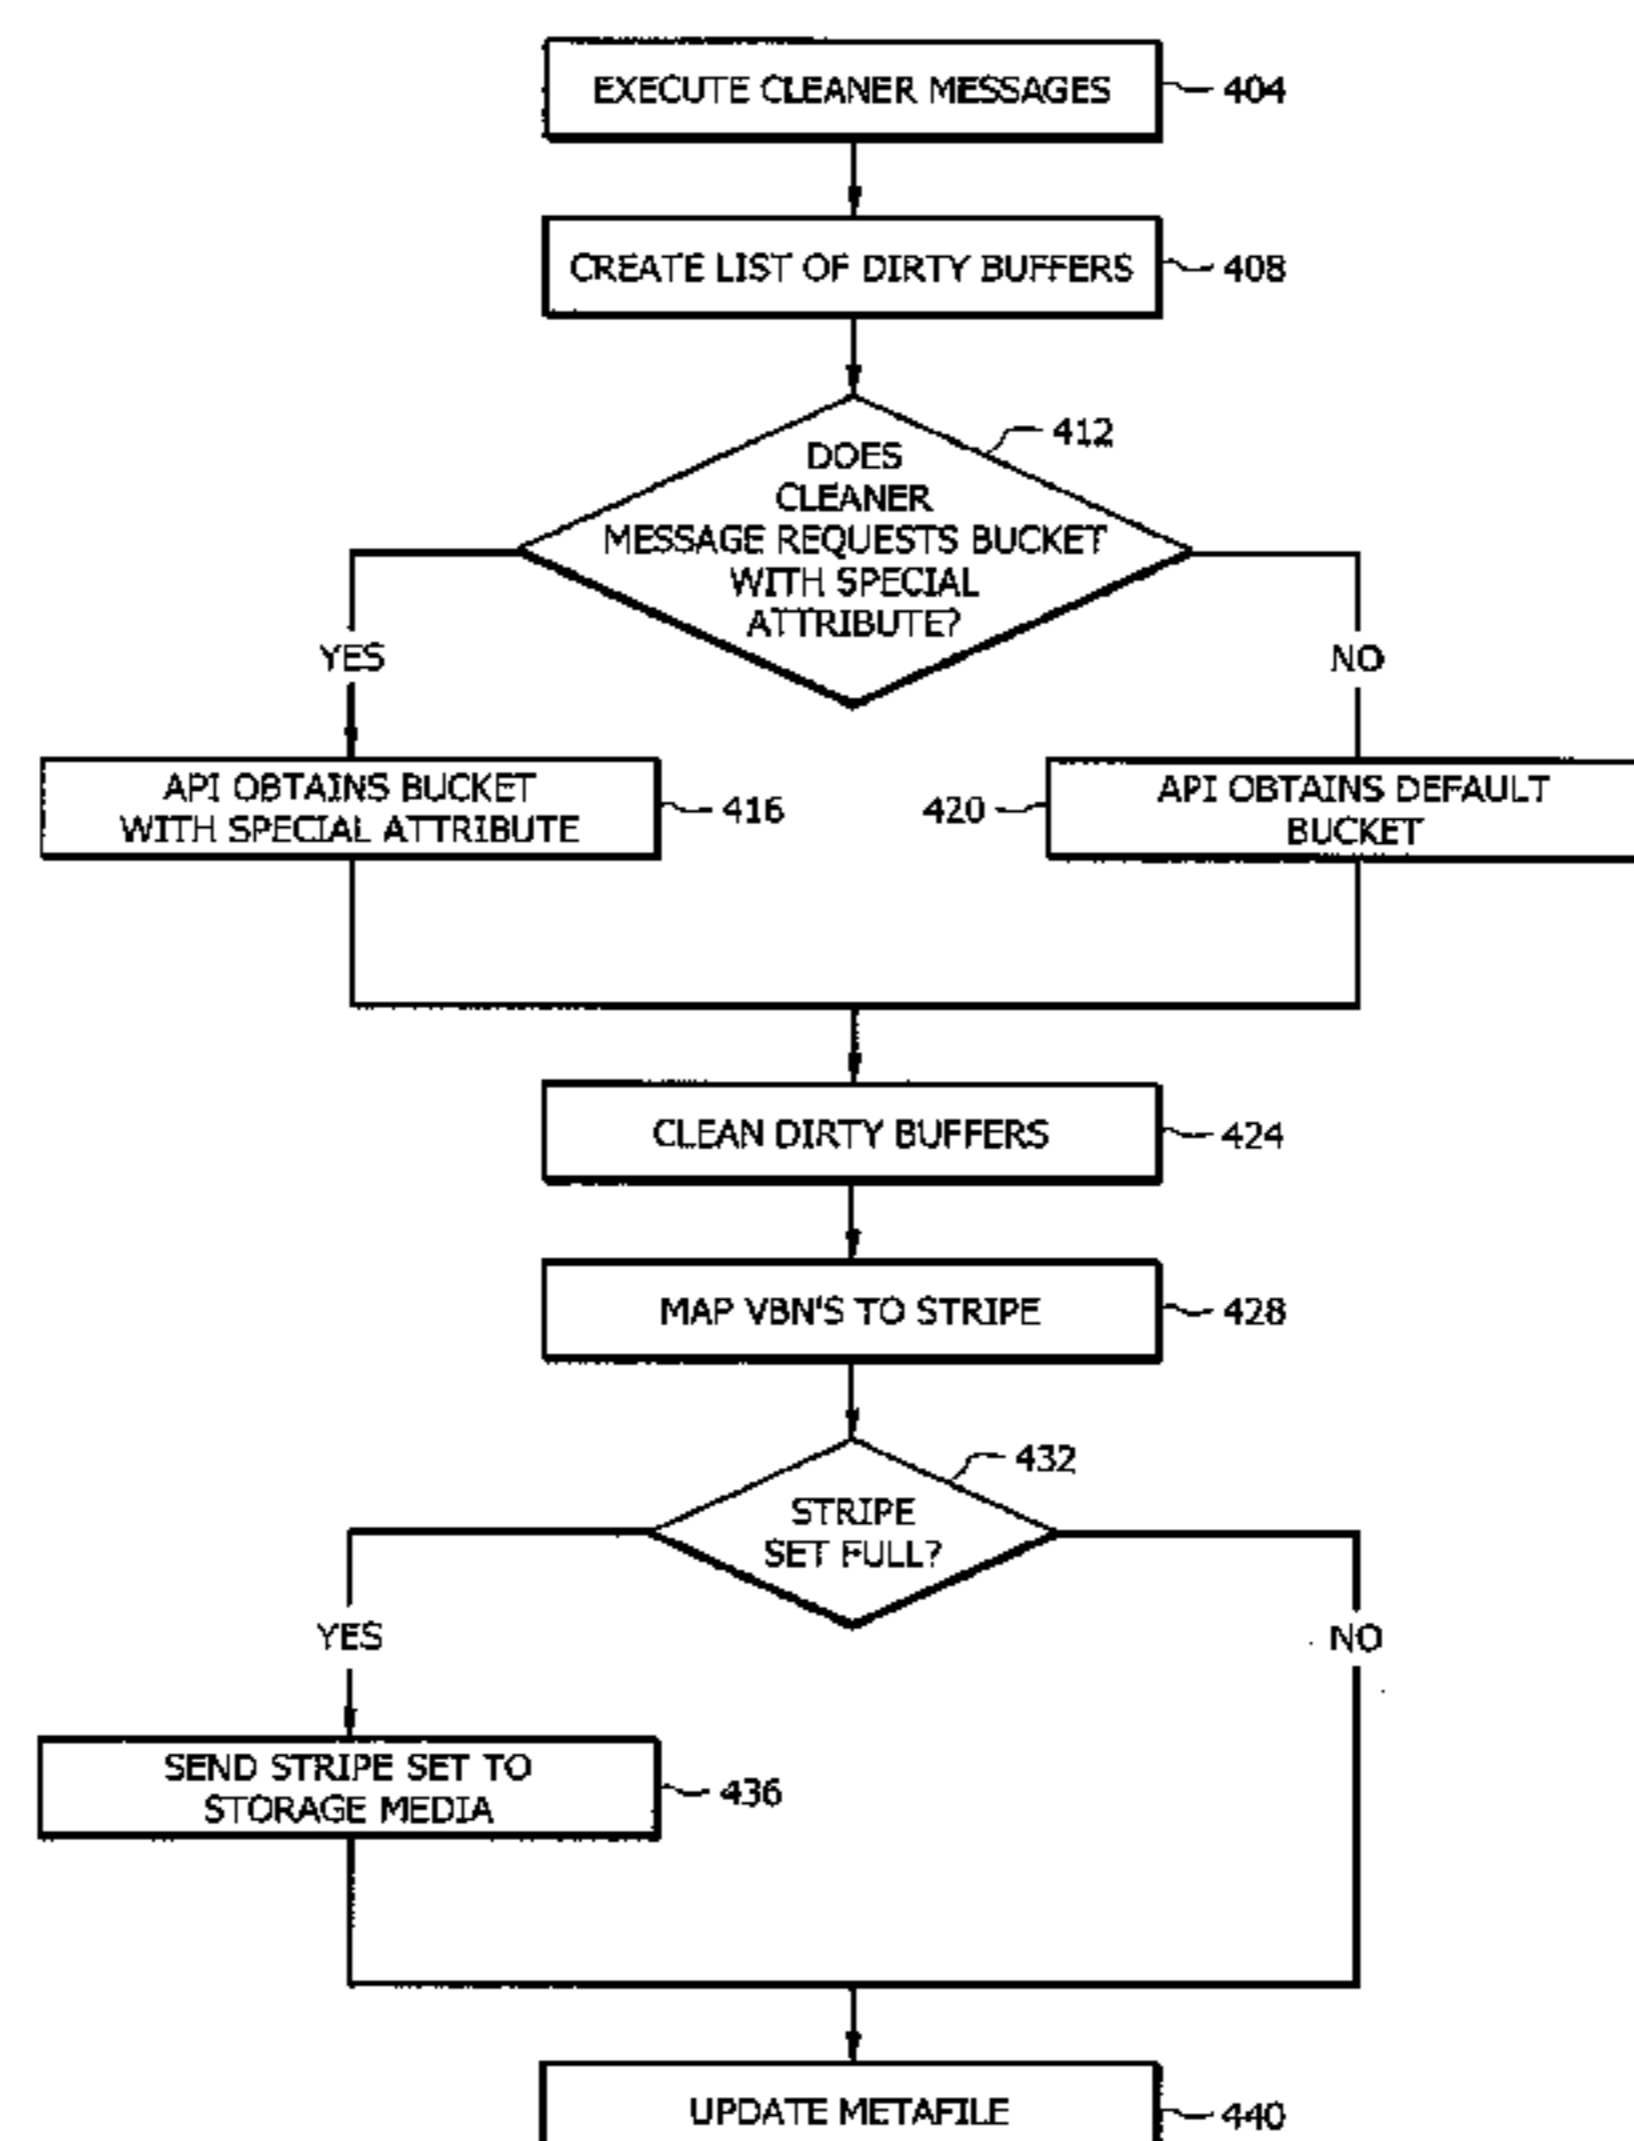 EXECUTE CLEANER MESSAGES
404
CREATE LIST OF DIRTY BUFFERS
408
412
DOES
CLEANER
MESSAGE REQUESTS BUCKET
WITH SPECIAL
ATTRIBUTE?
YES
NO
API OBTAINS BUCKET
WITH SPECIAL ATTRIBUTE
416
420
API OBTAINS DEFAULT
BUCKET
CLEAN DIRTY BUFFERS
424
MAP VBN'S TO STRIPE
428
432
STRIPE
SET FULL?
YES
NO
SEND STRIPE SET TO
STORAGE MEDIA
436
UPDATE METAFILE
440